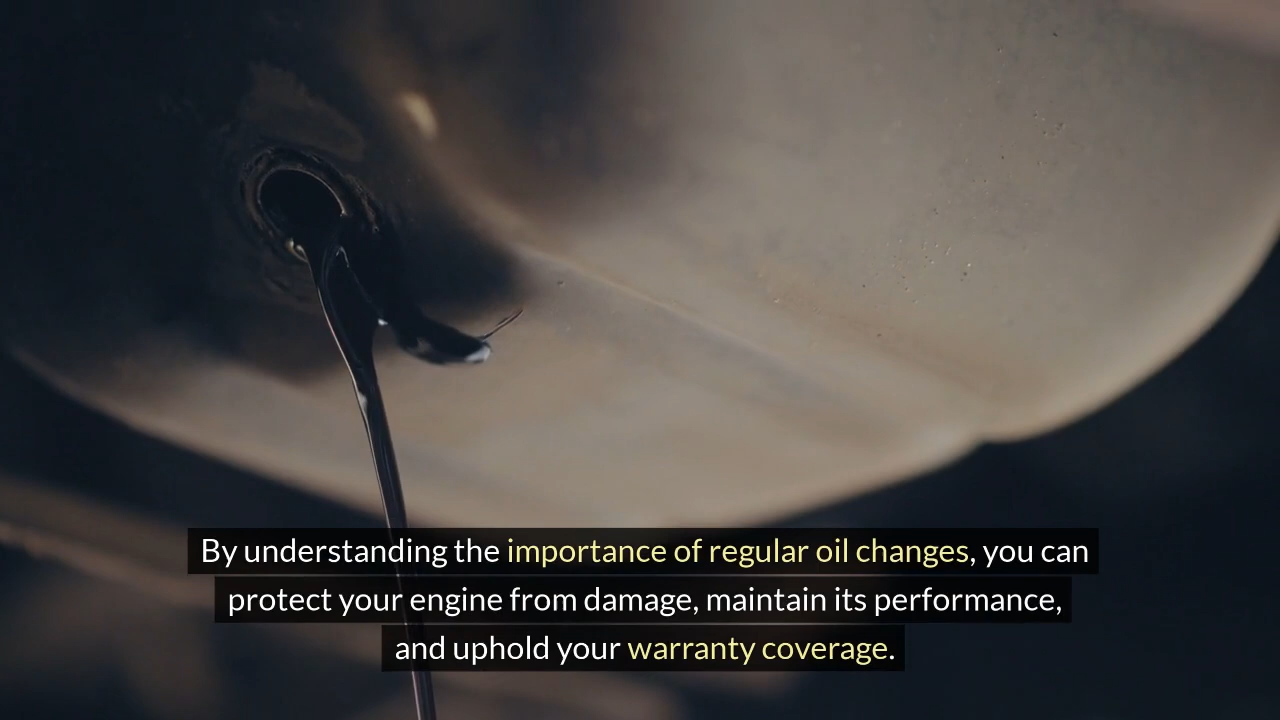 By understanding the importance of regular oil changes, you can
protect your engine from damage, maintain its performance,
and uphold your warranty coverage.